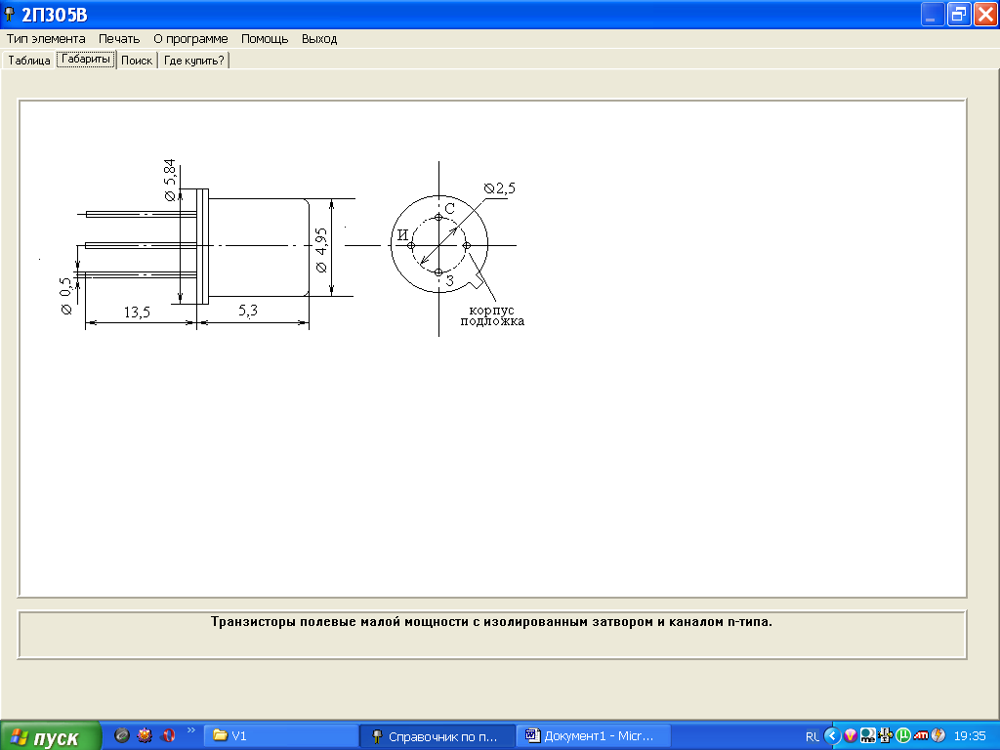 2П305В
Тип элемента Печать О программе Помощь Выход
Таблица Габариты Поиск Где купить?
∅ 5,84
∅ 4,95
∅ 0,5
13,5
5,3
∅2,5
С
И
З
корпус
подложка
Транзисторы полевые малой мощности с изолированным затвором и каналом n-типа.
пуск
V1
Справочник по п...
Документ1 - Micr...
RL
19:35